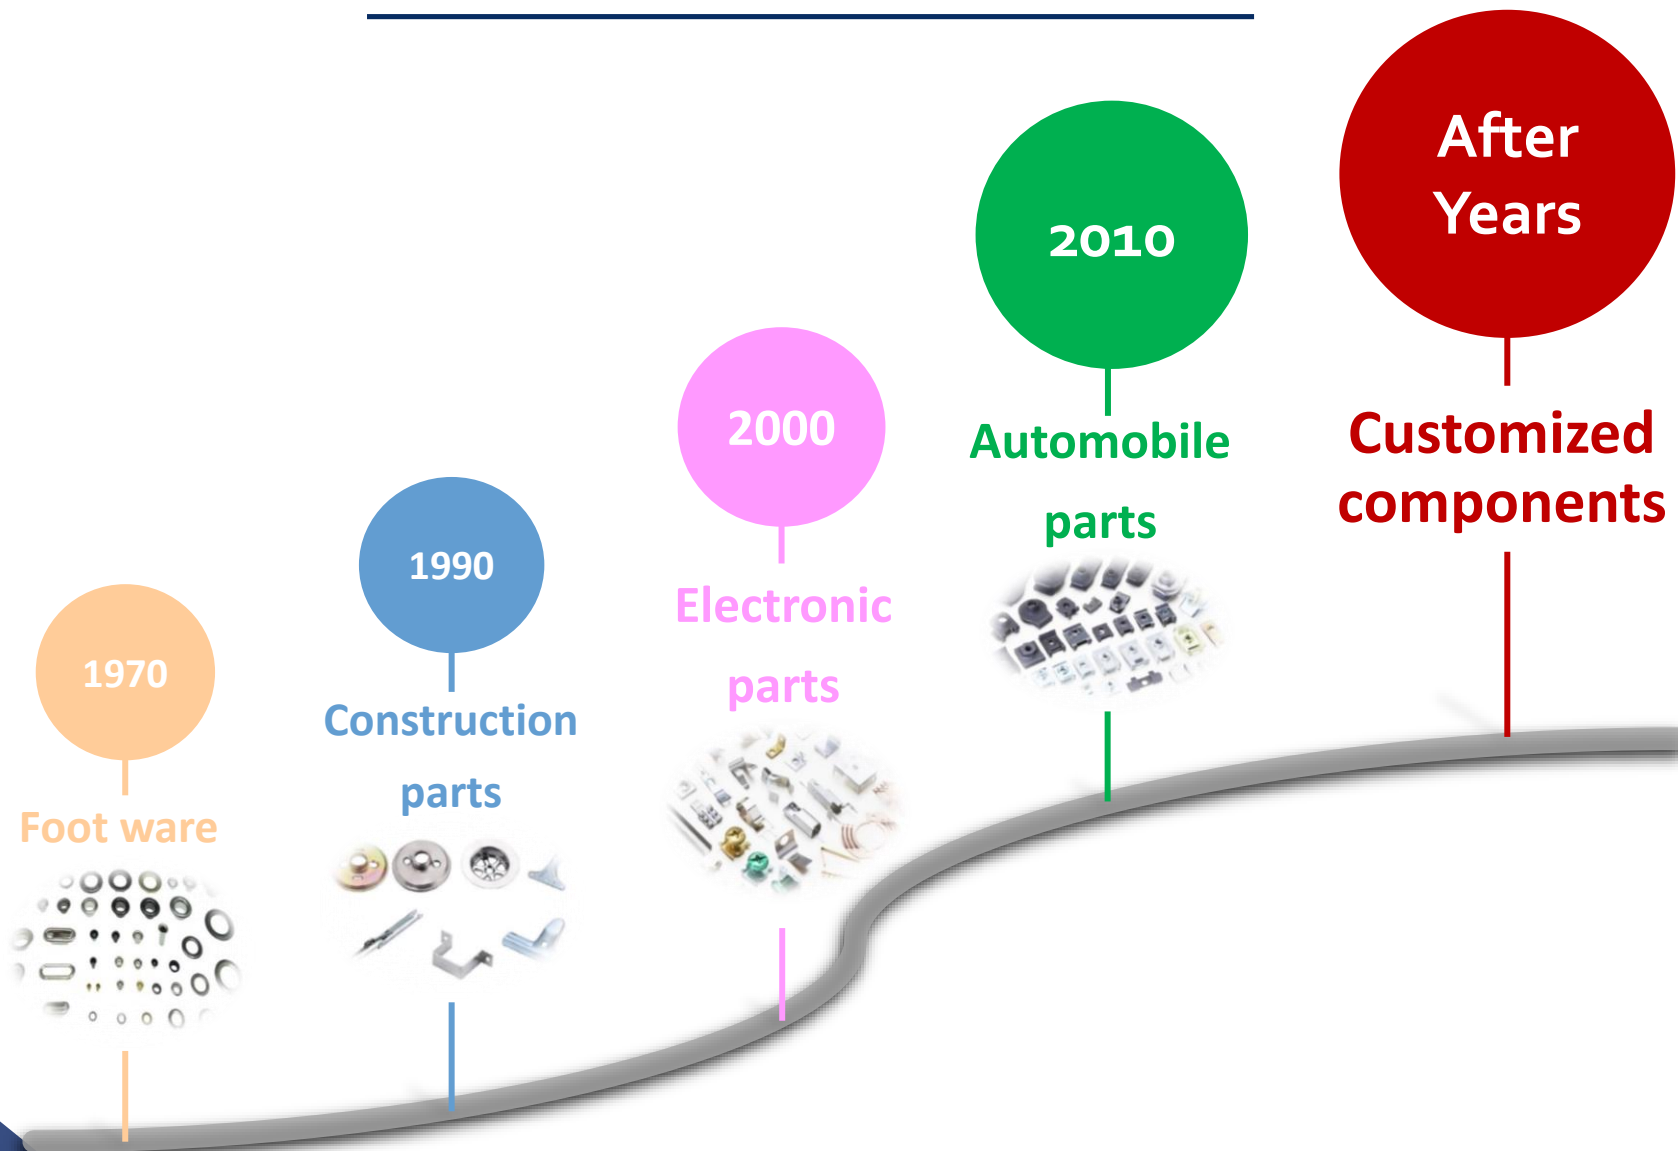 1970
Foot ware
1990
Construction
parts
2000
Electronic
parts
2010
Automobile
parts
After
Years
Customized
components